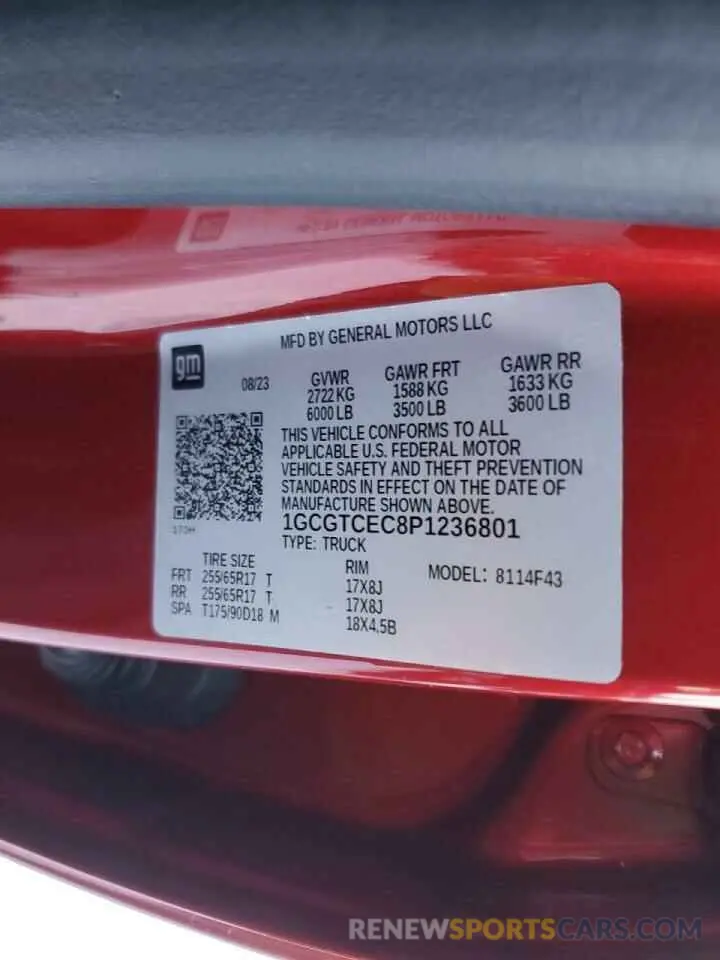 MFD BY GENERAL MOTORS LLC
gm
08/23
GVWR
2722 KG
6000 LB
GAWR FRT
1588 KG
3500 LB
GAWR RR
1633 KG
3600 LB
THIS VEHICLE CONFORMS TO ALL
APPLICABLE U.S. FEDERAL MOTOR
VEHICLE SAFETY AND THEFT PREVENTION
STANDARDS IN EFFECT ON THE DATE OF
MANUFACTURE SHOWN ABOVE.
1GCGTCEC8P1236801
TYPE: TRUCK
MODEL: 8114F43
TIRE SIZE
RIM
FRT 255/65R17 T 17X8J
RR 255/65R17 T 17X8J
SPA T175/90D18 M 18X4.5B
RENEWSPORTSCARS.COM